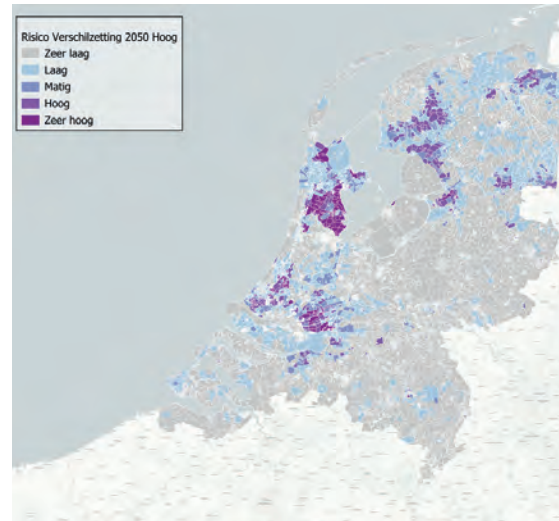 Risico Verschilzetting 2050 Hoog
Zeer laag
Laag
Matig
Hoog
Zeer hoog